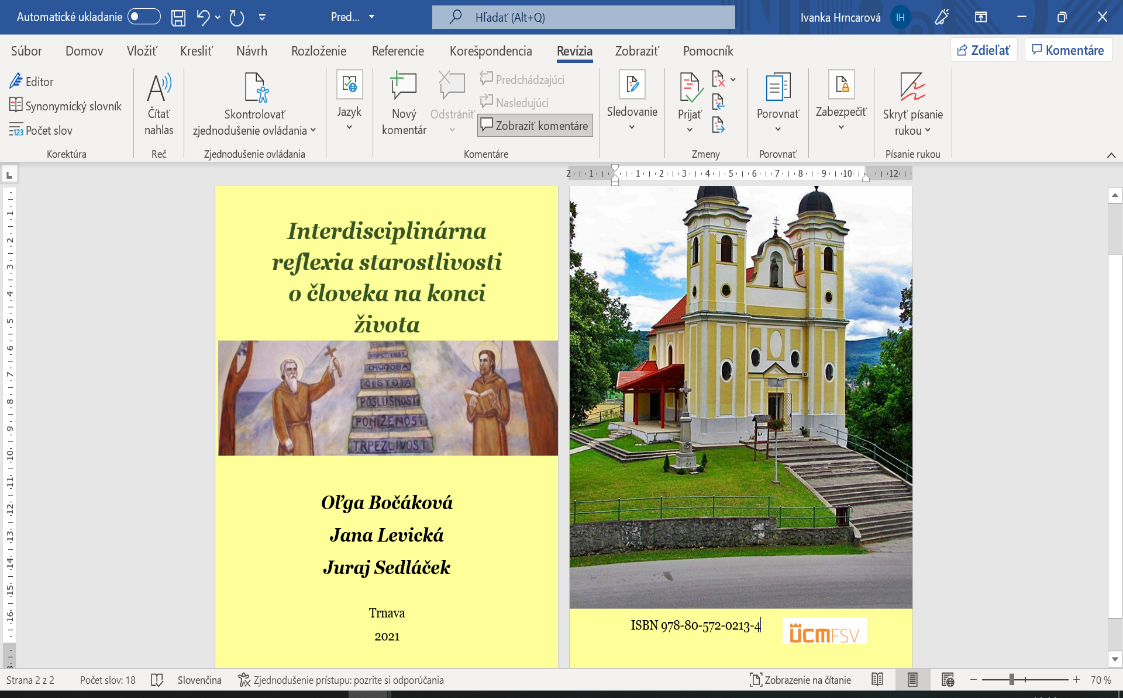 Automatické ukladanie
Pred...
Hľadať (Alt+Q)
Ivanka Hrncarová
IH
Súbor
Domov
Vložiť
Kresliť
Návrh
Rozloženie
Referencie
Korešpondencia
Revízia
Zobraziť
Pomocník
Zdieľať
Komentáre
Editor
Synonymický slovník
Počet slov
Korektúra
Čítať
nahlas
Reč
Skontrolovať
zjednodušenie ovládania
Zjednodušenie ovládania
Jazyk
Nový
komentár
Odstrániť
Predchádzajúci
Nasledujúci
Zobraziť komentáre
Komentáre
Sledovanie
Prijať
Zmeny
Porovnať
Porovnať
Zabezpečiť
Skryť písanie
rukou
Písanie rukou
Interdisciplinárna
reflexia starostlivosti
o človeka na konci
života
CHUDOBA
ČISTOTA
POSLUŠNOSŤ
PONÍŽENOSŤ
TRPEZLIVOSŤ
Oľga Bočáková
Jana Levická
Juraj Sedláček
Trnava
2021
ISBN 978-80-572-0213-4
ÜCMFSV
Strana 2 z 2
Počet slov: 18
Slovenčina
Zjednodušenie prístupu: pozrite si odporúčania
Zobrazenie na čítanie
70 %